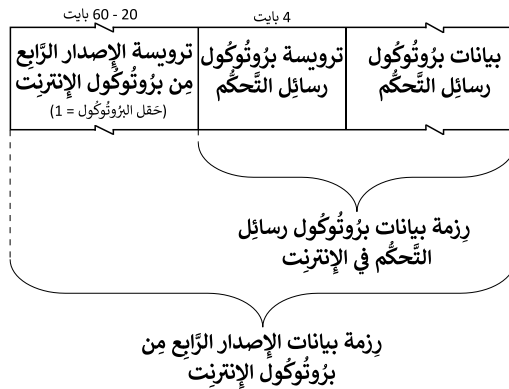 20 - 60 بايت
4 بايت
ترويسة الإصدار الرَّابِع
مِن برُوتُوكُول الإنترنِت
(حَقل البرُوتُوكُول = 1)
ترويسة برُوتُوكُول
رسائِل التَّحكُّم
بيانات برُوتُوكُول
رسائِل التَّحكُّم
رِزمة بيانات برُوتُوكُول رسائِل
التَّحكُّم في الإنترنِت
رِزمة بيانات الإصدار الرَّابِع مِن
برُوتُوكُول الإنترنِت